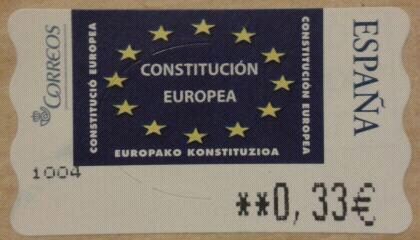 CORREOS
CONSTITUCIÓ EUROPEA
CONSTITUCIÓN
EUROPEA
CONSTITUCIÓN EUROPEA
EUROPAKO KONSTITUZIOA
ESPAÑA
1004
**0,33€